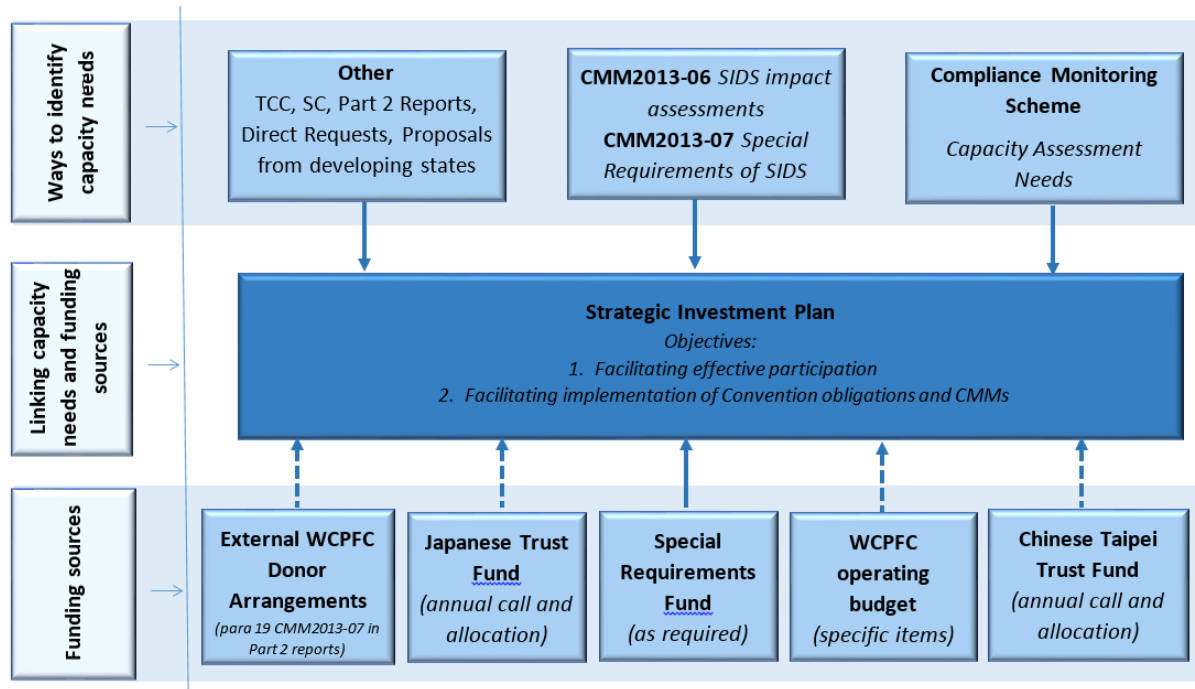 Ways to identify
capacity needs
Other
TCC, SC, Part 2 Reports,
Direct Requests, Proposals
from developing states
CMM2013-06 SIDS impact
assessments
CMM2013-07 Special
Requirements of SIDS
Compliance Monitoring
Scheme
Capacity Assessment
Needs
Linking capacity
needs and funding
sources
Strategic Investment Plan
Objectives:
1. Facilitating effective participation
2. Facilitating implementation of Convention obligations and CMMs
Funding sources
External WCPFC
Donor
Arrangements
(para 19 CMM2013-07 in
Part 2 reports)
Japanese Trust
Fund
(annual call and
allocation)
Special
Requirements
Fund
(as required)
WCPFC
operating
budget
(specific items)
Chinese Taipei
Trust Fund
(annual call and
allocation)